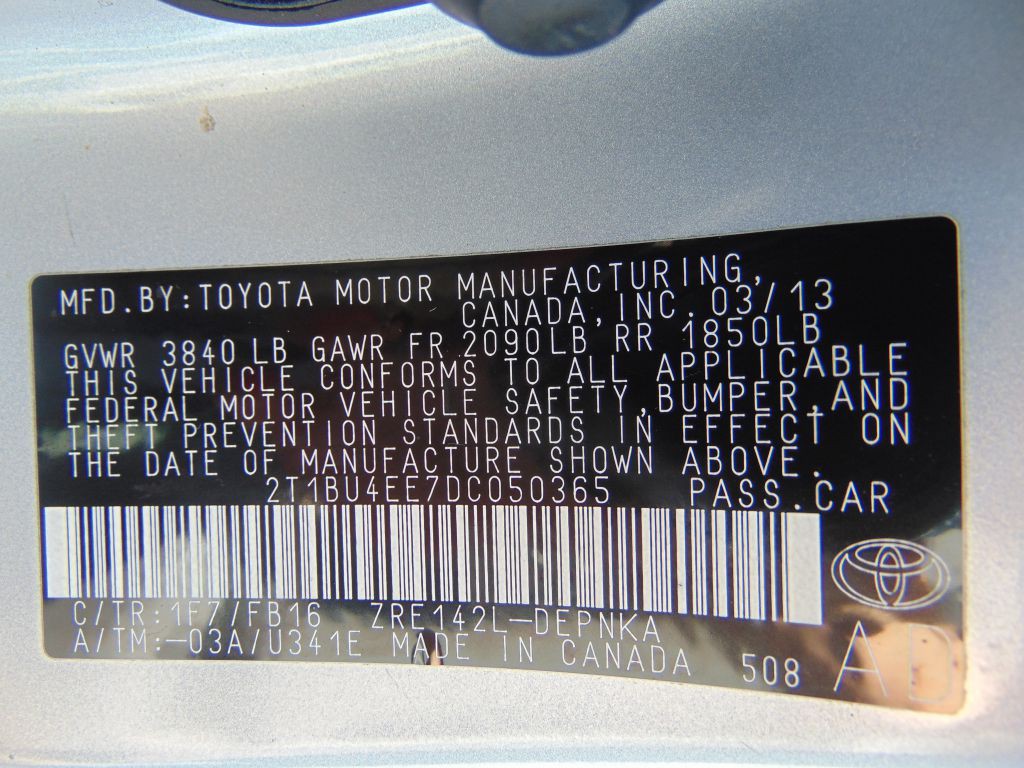 MFD.BY:TOYOTA MOTOR MANUFACTURING,
CANADA,INC. 03/13
GVWR 3840LB GAWR FR 2090LB RR 1850LB
THIS VEHICLE CONFORMS TO ALL APPLICABLE
FEDERAL MOTOR VEHICLE SAFETY,BUMPER,AND
THEFT PREVENTION STANDARDS IN EFFECT ON
THE DATE OF MANUFACTURE SHOWN ABOVE.
2T1BU4EE7DC050365 PASS.CAR
C/TR:1F7/FB16 ZRE142L-DEPNKA
A/TM:-03A/U341E MADE IN CANADA 508 AD